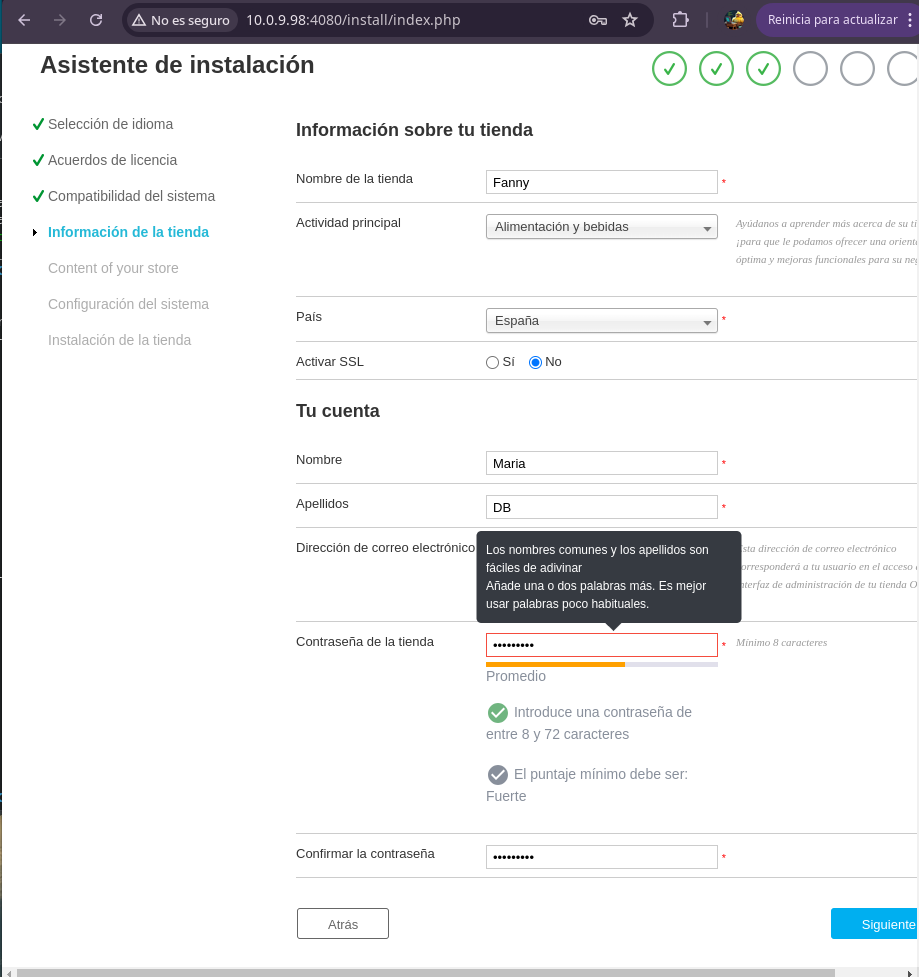 No es seguro
10.0.9.98:4080/install/index.php
Reinicia para actualizar
Asistente de instalación
Selección de idioma
Acuerdos de licencia
Compatibilidad del sistema
Información de la tienda
Content of your store
Configuración del sistema
Instalación de la tienda
Información sobre tu tienda
Nombre de la tienda
Fanny
*
Actividad principal
Alimentación y bebidas
Ayúdanos a aprender más acerca de su
¡para que le podamos ofrecer una
óptima y mejoras funcionales para su
País
España
*
Activar SSL
Sí
No
Tu cuenta
Nombre
Maria
*
Apellidos
DB
*
Dirección de correo electrónico
Los nombres comunes y los apellidos son
fáciles de adivinar
Añade una o dos palabras más. Es mejor
usar palabras poco habituales.
dirección de correo electrónico
a tu usuario en el acceso
de administración de tu tienda O
Contraseña de la tienda
•••••••••
*
Mínimo 8 caracteres
Promedio
Introduce una contraseña de
entre 8 y 72 caracteres
El puntaje mínimo debe ser:
Fuerte
Confirmar la contraseña
•••••••••
*
Atrás
Siguiente